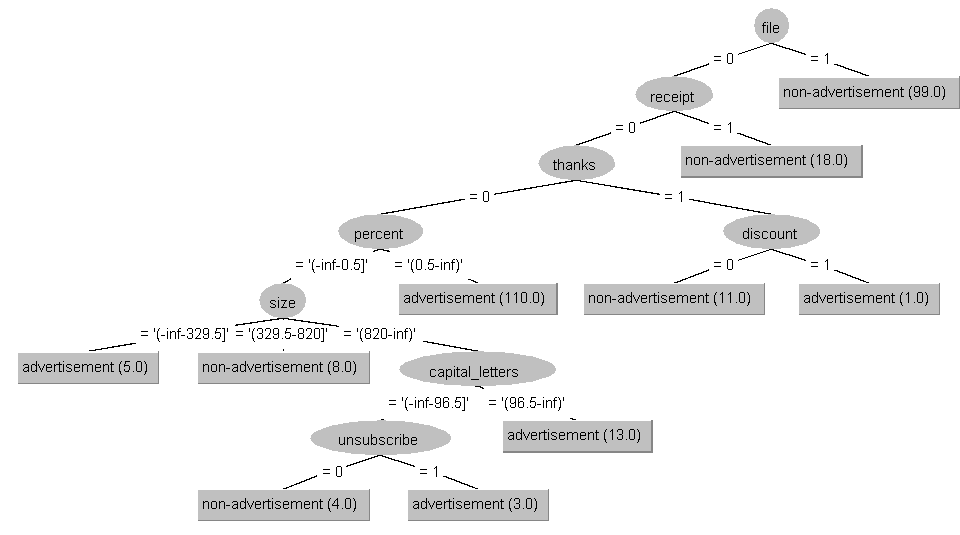 file
= 0
= 1
receipt
non-advertisement (99.0)
= 0
= 1
thanks
non-advertisement (18.0)
= 0
= 1
percent
discount
= '(-inf-0.5]'
= '(0.5-inf)'
= 0
= 1
size
advertisement (110.0)
non-advertisement (11.0)
advertisement (1.0)
= '(-inf-329.5]'
= '(329.5-820]'
= '(820-inf)'
advertisement (5.0)
non-advertisement (8.0)
capital_letters
= '(-inf-96.5]'
= '(96.5-inf)'
unsubscribe
advertisement (13.0)
= 0
= 1
non-advertisement (4.0)
advertisement (3.0)